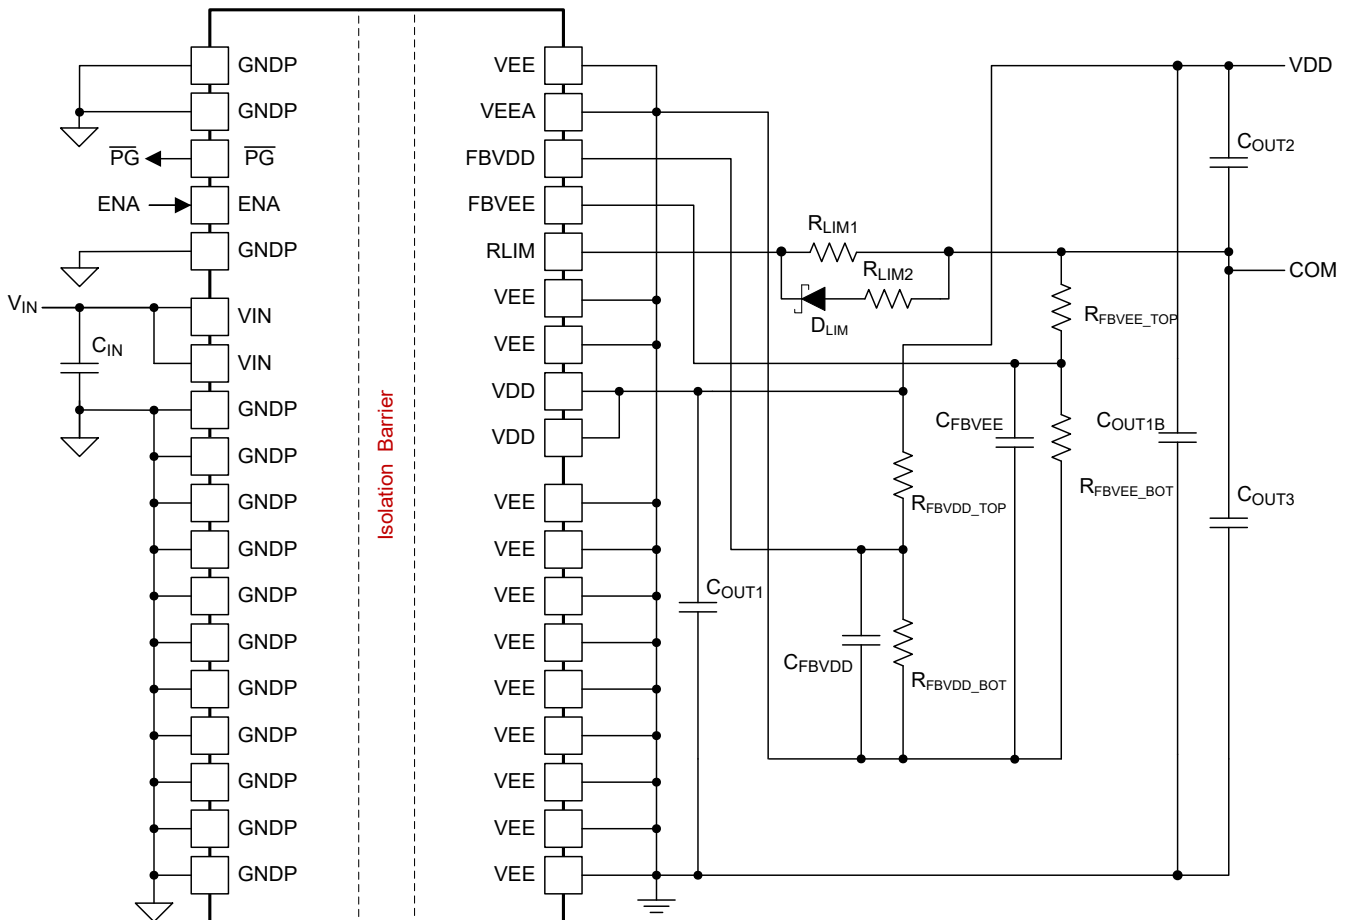 GNDP
GNDP
PG
PG
ENA
ENA
GNDP
VIN
VIN
CIN
VIN
GNDP
GNDP
GNDP
GNDP
GNDP
GNDP
GNDP
GNDP
GNDP
GNDP
GNDP
Isolation Barrier
VEE
VEEA
FBVDD
FBVEE
RLIM
VEE
VEE
VDD
VDD
VEE
VEE
VEE
VEE
VEE
VEE
VEE
VEE
VEE
RLIM1
RLIM2
DLIM
VDD
COUT2
COM
RFBVEE_TOP
CFBVEE
COUT1B
RFBVEE_BOT
RFBVDD_TOP
COUT3
COUT1
CFBVDD
RFBVDD_BOT